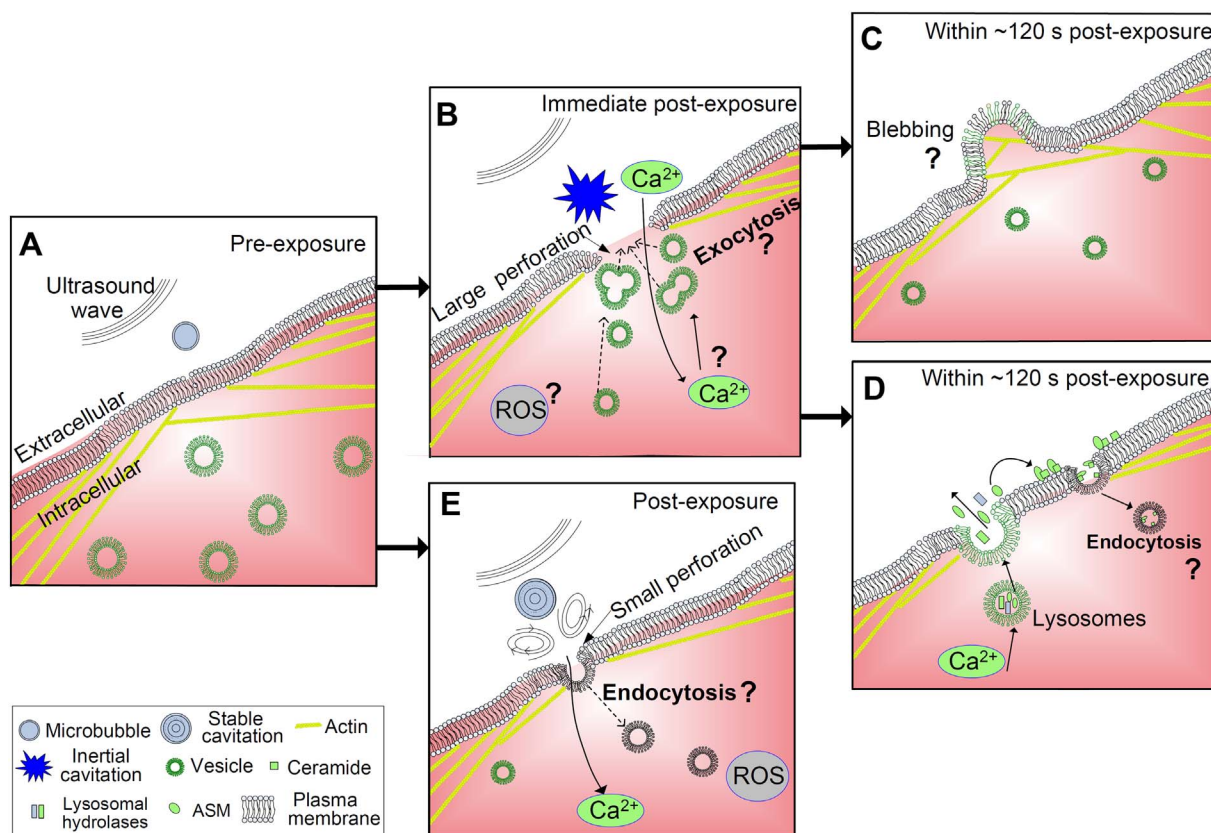 A
Pre-exposure
Ultrasound
wave
Extracellular
Intracellular
B
Immediate post-exposure
Ca²⁺
Large perforation
Exocytosis
?
?
Ca²⁺
ROS
?
C
Within ~120 s post-exposure
Blebbing
?
D
Within ~120 s post-exposure
Endocytosis
?
Lysosomes
Ca²⁺
E
Post-exposure
Small perforation
Endocytosis ?
ROS
Ca²⁺
Microbubble
Stable
cavitation
Actin
Inertial
cavitation
Vesicle
Ceramide
Lysosomal
hydrolases
ASM
Plasma
membrane